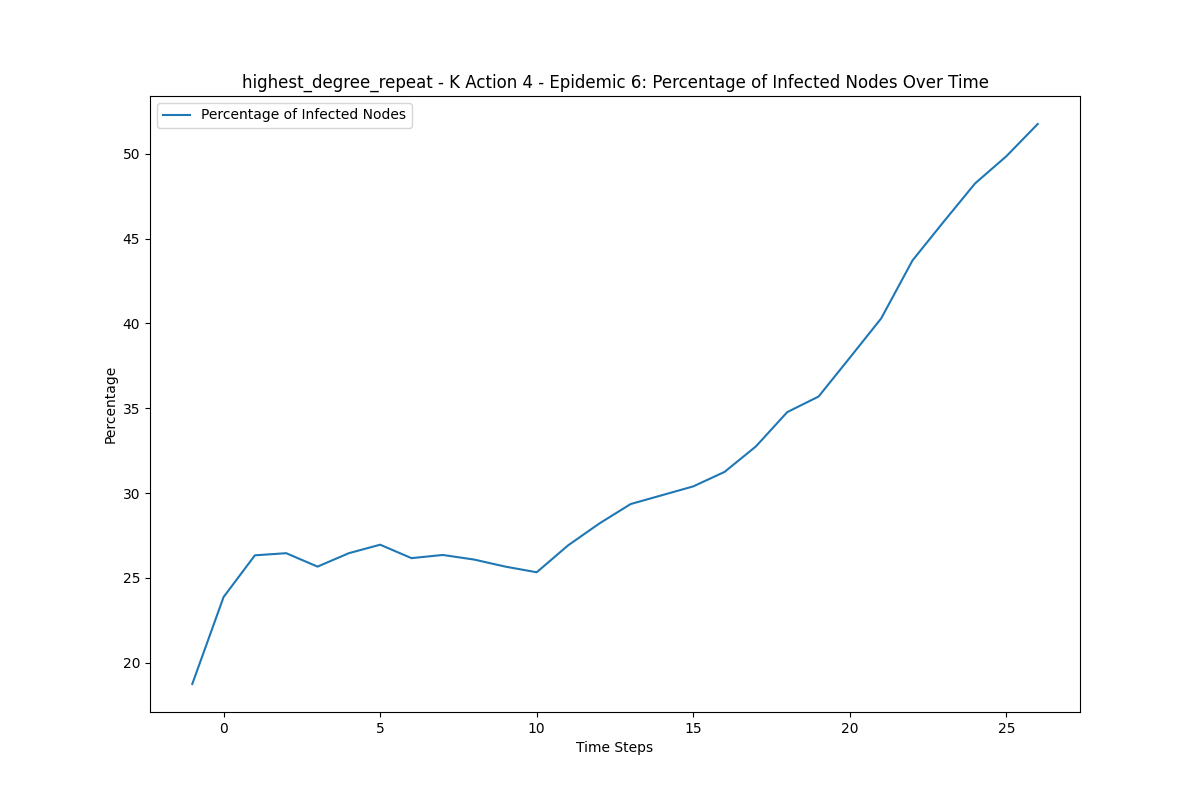 highest_degree_repeat - K Action 4 - Epidemic 6: Percentage of Infected Nodes Over Time
Percentage of Infected Nodes
50
45
40
35
30
25
20
Percentage
0 5 10 15 20 25
Time Steps